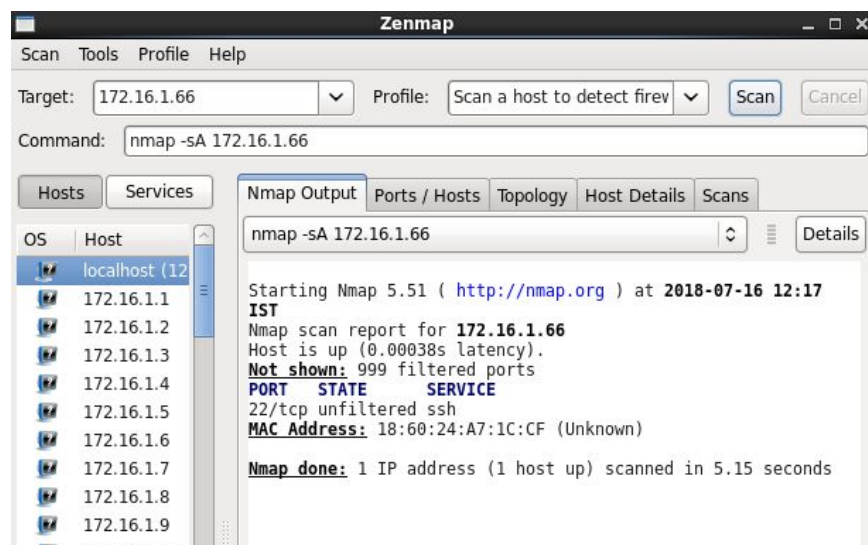 Zenmap
Scan Tools Profile Help
Target: 172.16.1.66 Profile: Scan a host to detect firew Scan Cancel
Command: nmap -sA 172.16.1.66
Hosts Services
Nmap Output Ports / Hosts Topology Host Details Scans
OS Host
nmap -sA 172.16.1.66 Details
localhost (12
172.16.1.1
172.16.1.2
172.16.1.3
172.16.1.4
172.16.1.5
172.16.1.6
172.16.1.7
172.16.1.8
172.16.1.9
Starting Nmap 5.51 ( http://nmap.org ) at 2018-07-16 12:17
IST
Nmap scan report for 172.16.1.66
Host is up (0.00038s latency).
Not shown: 999 filtered ports
PORT STATE SERVICE
22/tcp unfiltered ssh
MAC Address: 18:60:24:A7:1C:CF (Unknown)
Nmap done: 1 IP address (1 host up) scanned in 5.15 seconds